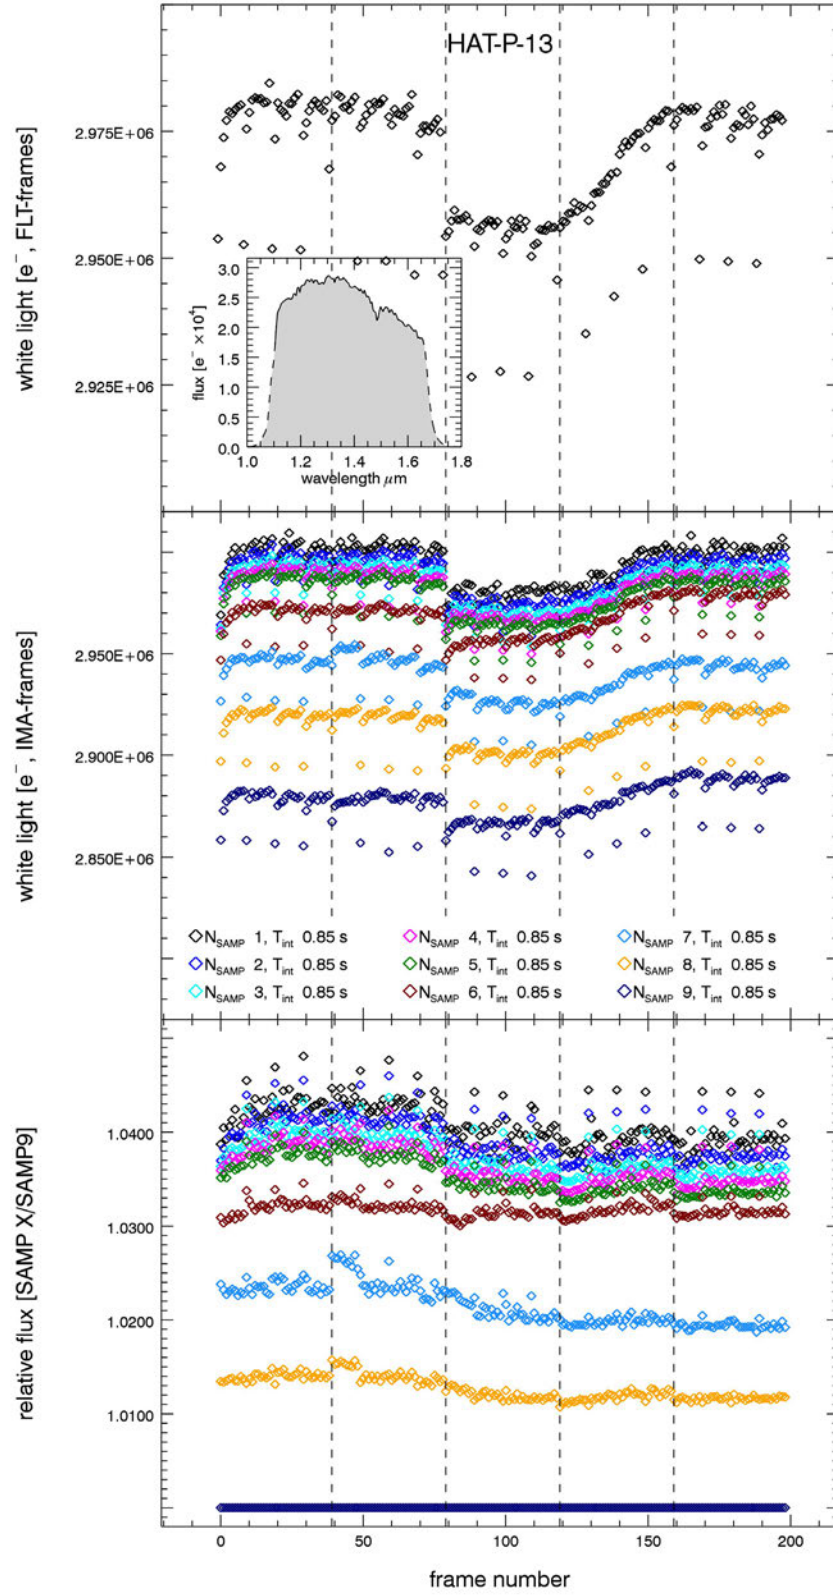 HAT-P-13
white light [e⁻, FLT-frames]
2.975E+06
2.950E+06
2.925E+06
flux [e⁻ ×10⁴]
3.0
2.5
2.0
1.5
1.0
0.5
0.0
1.0 1.2 1.4 1.6 1.8
wavelength μm
white light [e⁻, IMA-frames]
2.950E+06
2.900E+06
2.850E+06
N_SAMP 1, T_int 0.85 s N_SAMP 4, T_int 0.85 s N_SAMP 7, T_int 0.85 s
N_SAMP 2, T_int 0.85 s N_SAMP 5, T_int 0.85 s N_SAMP 8, T_int 0.85 s
N_SAMP 3, T_int 0.85 s N_SAMP 6, T_int 0.85 s N_SAMP 9, T_int 0.85 s
relative flux [SAMP X/SAMP9]
1.0400
1.0300
1.0200
1.0100
0 50 100 150 200
frame number